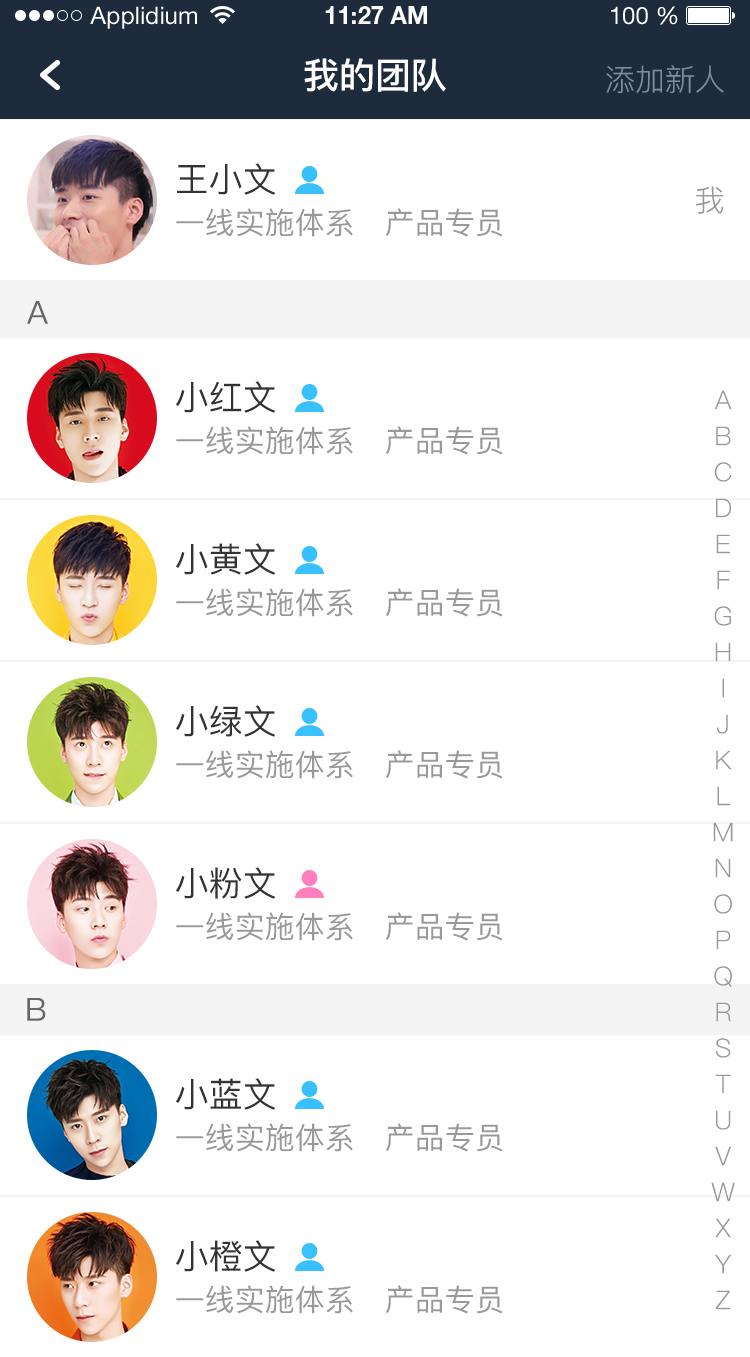 Applidium 11:27 AM 100 %
我的团队 添加新人
王小文
一线实施体系 产品专员 我
A
小红文
一线实施体系 产品专员
小黄文
一线实施体系 产品专员
小绿文
一线实施体系 产品专员
小粉文
一线实施体系 产品专员
B
小蓝文
一线实施体系 产品专员
小橙文
一线实施体系 产品专员
A
B
C
D
E
F
G
H
I
J
K
L
M
N
O
P
Q
R
S
T
U
V
W
X
Y
Z